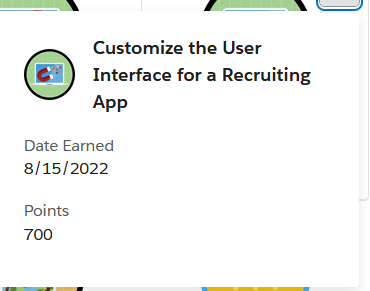 Customize the User
Interface for a Recruiting
App
Date Earned
8/15/2022
Points
700